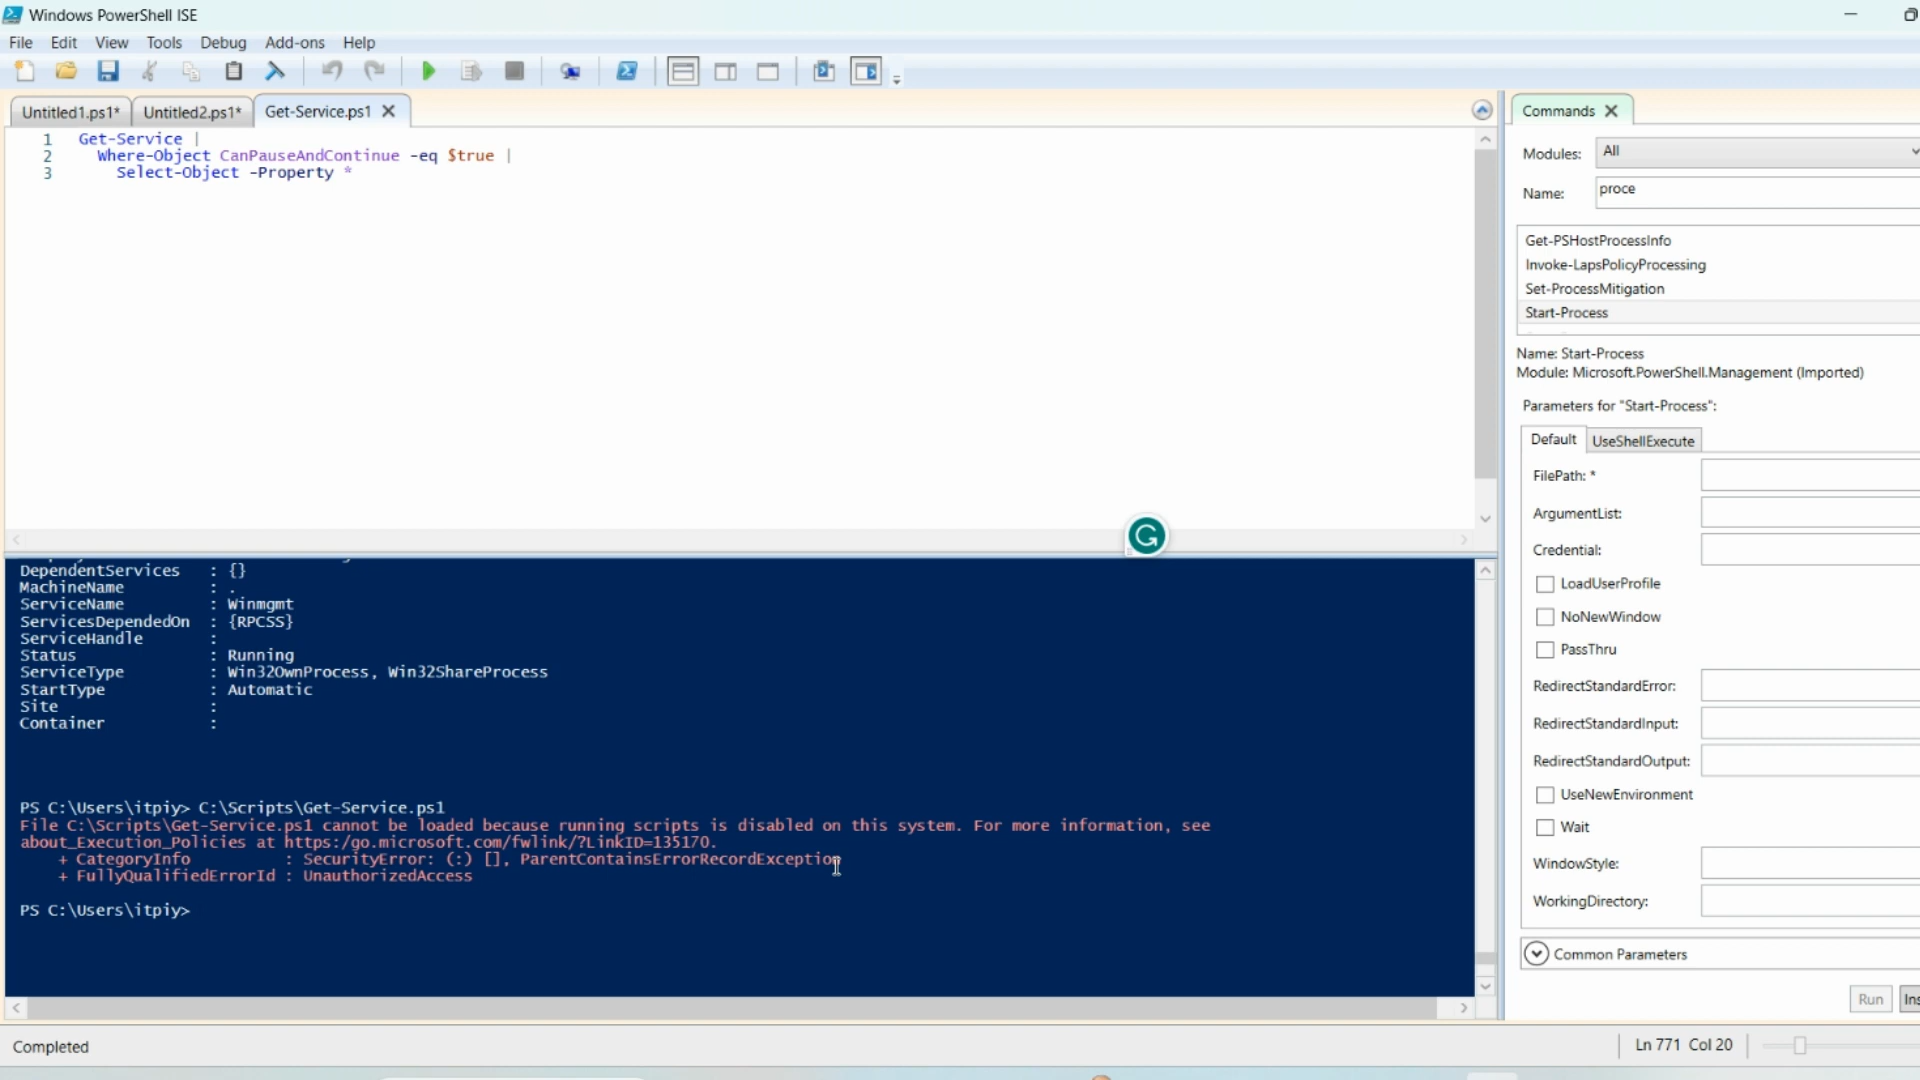 Windows PowerShell ISE
File Edit View Tools Debug Add-ons Help
Untitled1.ps1* Untitled2.ps1* Get-Service.ps1
1 Get-Service |
2 Where-Object CanPauseAndContinue -eq $true |
3 Select-Object -Property *
DependentServices : {}
MachineName : .
ServiceName : Winmgmt
ServicesDependedOn : {RPCSS}
ServiceHandle :
Status : Running
ServiceType : Win32OwnProcess, Win32ShareProcess
StartType : Automatic
Site :
Container :
PS C:\Users\itpiy> C:\Scripts\Get-Service.ps1
File C:\Scripts\Get-Service.ps1 cannot be loaded because running scripts is disabled on this system. For more information, see
about_Execution_Policies at https:/go.microsoft.com/fwlink/?LinkID=135170.
+ CategoryInfo : SecurityError: (:) [], ParentContainsErrorRecordException
+ FullyQualifiedErrorId : UnauthorizedAccess
PS C:\Users\itpiy>
Commands
Modules: All
Name: proce
Get-PSHostProcessInfo
Invoke-LapsPolicyProcessing
Set-ProcessMitigation
Start-Process
Name: Start-Process
Module: Microsoft.PowerShell.Management (Imported)
Parameters for "Start-Process":
Default UseShellExecute
FilePath: *
ArgumentList:
Credential:
LoadUserProfile
NoNewWindow
PassThru
RedirectStandardError:
RedirectStandardInput:
RedirectStandardOutput:
UseNewEnvironment
Wait
WindowStyle:
WorkingDirectory:
Common Parameters
Run
Completed
Ln 771 Col 20